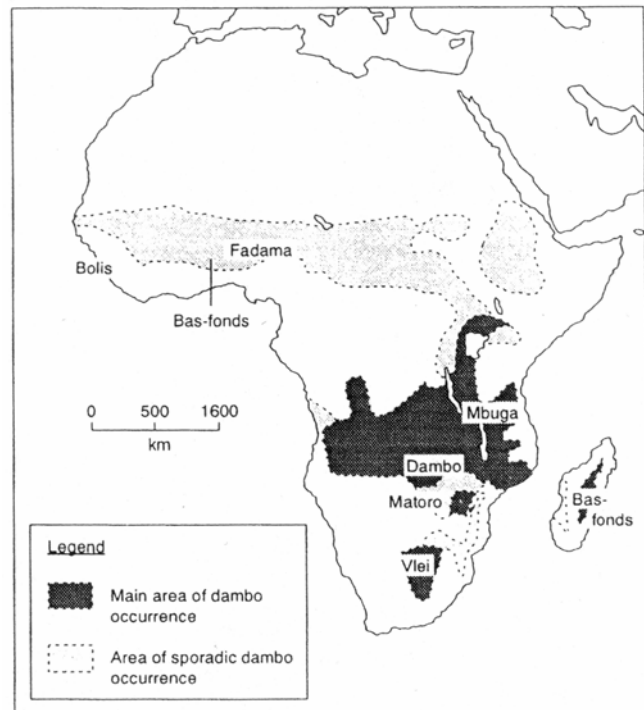 Fadama
Bolis
Bas-fonds
0 500 1600
km
Mbuga
Dambo
Matoro
Bas-
fonds
Vlei
Legend
Main area of dambo
occurrence
Area of sporadic dambo
occurrence